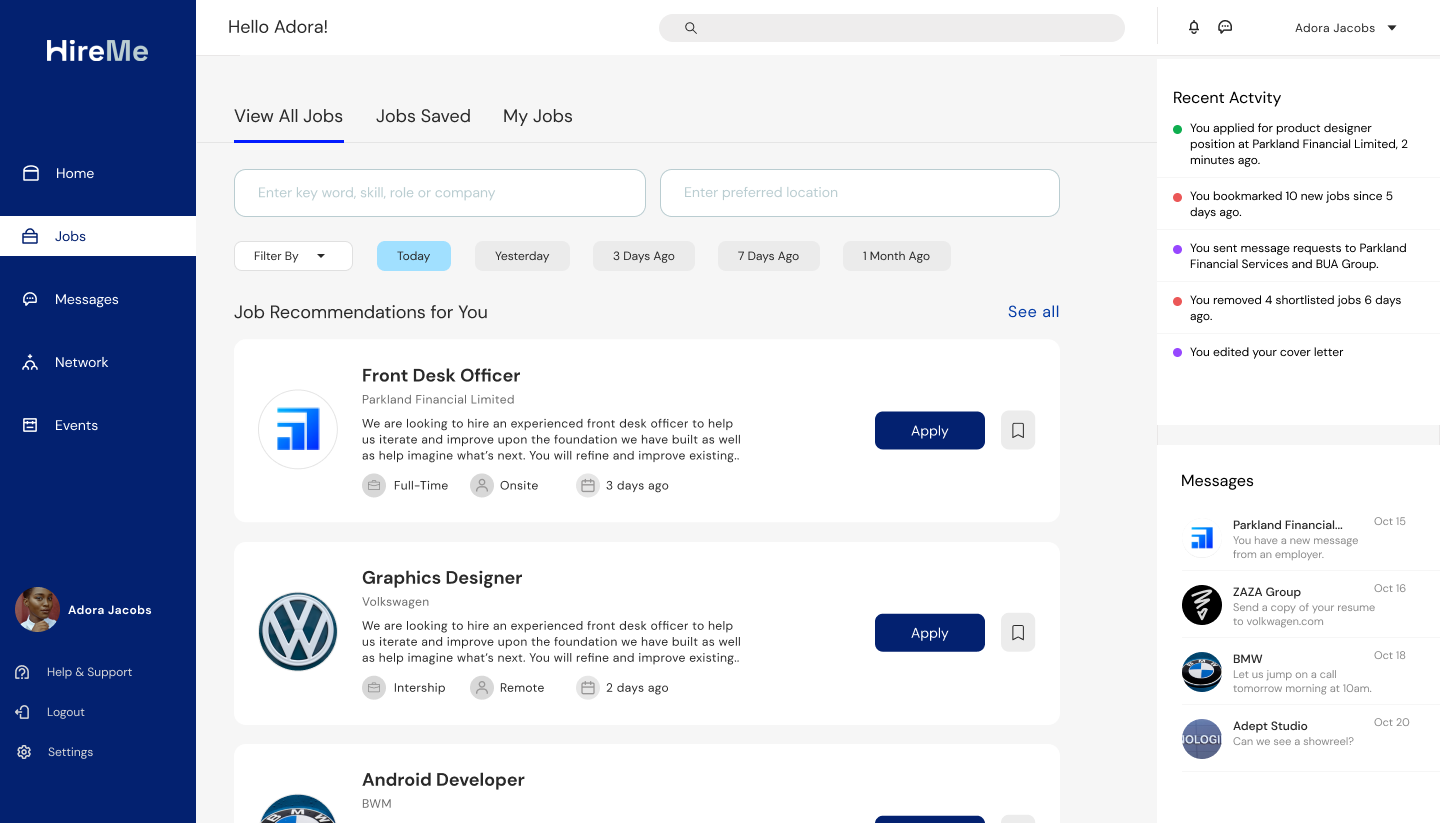 HireMe
Hello Adora!
Adora Jacobs
Home
Jobs
Messages
Network
Events
Adora Jacobs
Help & Support
Logout
Settings
View All Jobs
Jobs Saved
My Jobs
Enter key word, skill, role or company
Enter preferred location
Filter By
Today
Yesterday
3 Days Ago
7 Days Ago
1 Month Ago
Job Recommendations for You
See all
Front Desk Officer
Parkland Financial Limited
We are looking to hire an experienced front desk officer to help
us iterate and improve upon the foundation we have built as well
as help imagine what's next. You will refine and improve existing..
Full-Time
Onsite
3 days ago
Apply
Graphics Designer
Volkswagen
We are looking to hire an experienced front desk officer to help
us iterate and improve upon the foundation we have built as well
as help imagine what's next. You will refine and improve existing..
Intership
Remote
2 days ago
Apply
Android Developer
BWM
BMW
Recent Actvity
You applied for product designer
position at Parkland Financial Limited, 2
minutes ago.
You bookmarked 10 new jobs since 5
days ago.
You sent message requests to Parkland
Financial Services and BUA Group.
You removed 4 shortlisted jobs 6 days
ago.
You edited your cover letter
Messages
Parkland Financial...
Oct 15
You have a new message
from an employer.
ZAZA Group
Oct 16
Send a copy of your resume
to volkwagen.com
BMW
Oct 18
Let us jump on a call
tomorrow morning at 10am.
Adept Studio
Oct 20
Can we see a showreel?
OLOGI